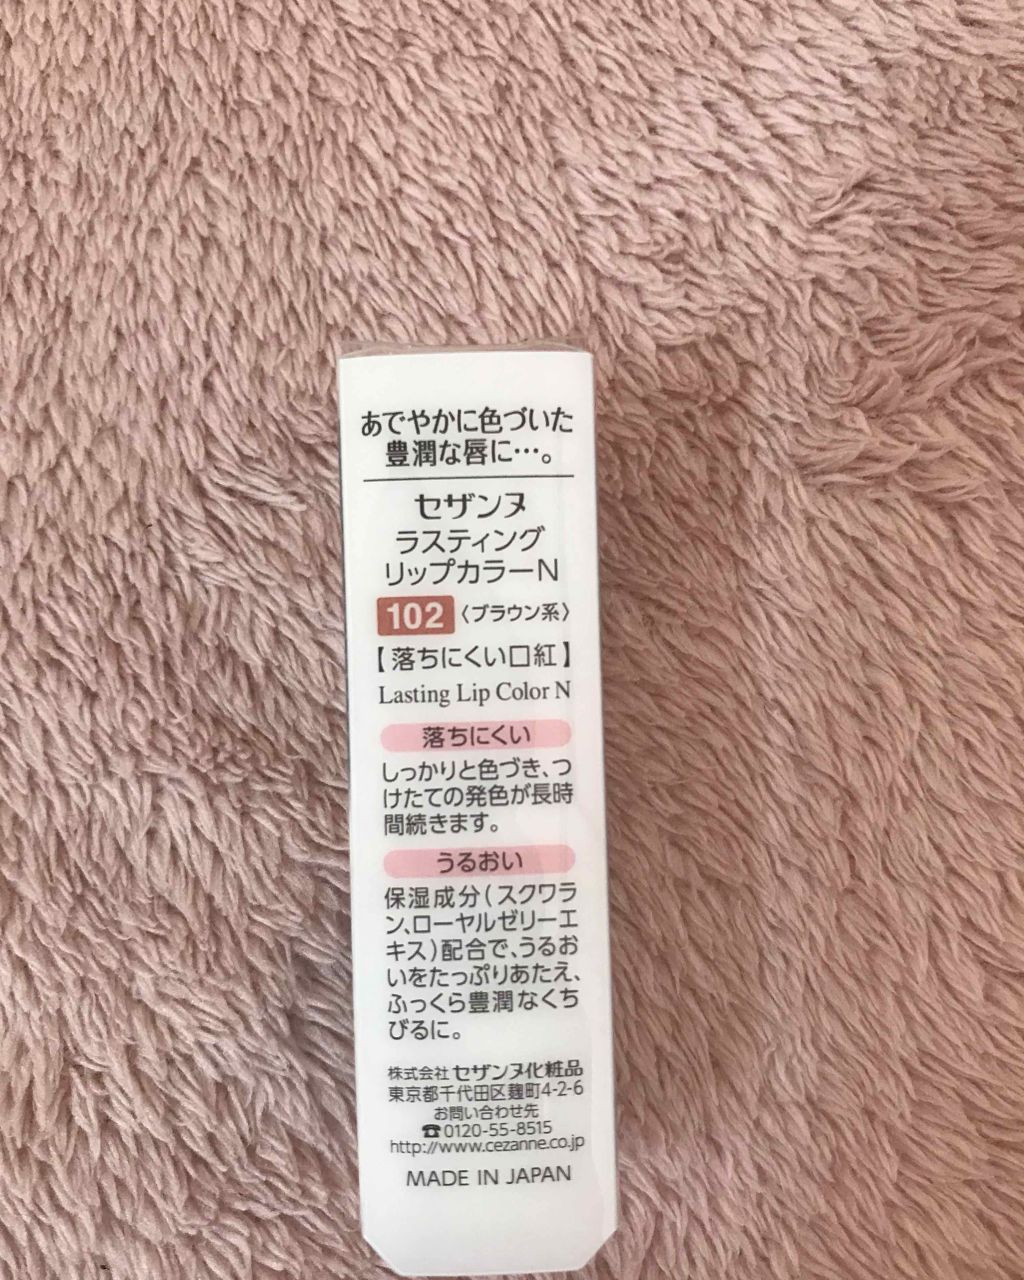 あでやかに色づいた
豊潤な唇に…。
セザンヌ
ラスティング
リップカラーN
102 〈ブラウン系〉
【落ちにくい口紅】
Lasting Lip Color N
落ちにくい
しっかりと色づき、つ
けたての発色が長時
間続きます。
うるおい
保湿成分(スクワラ
ン、ローヤルゼリーエ
キス)配合で、うるお
いをたっぷりあたえ、
ふっくら豊潤なくち
びるに。
株式会社 セザンヌ化粧品
東京都千代田区麹町4-2-6
お問い合わせ先
☎0120-55-8515
http://www.cezanne.co.jp
MADE IN JAPAN